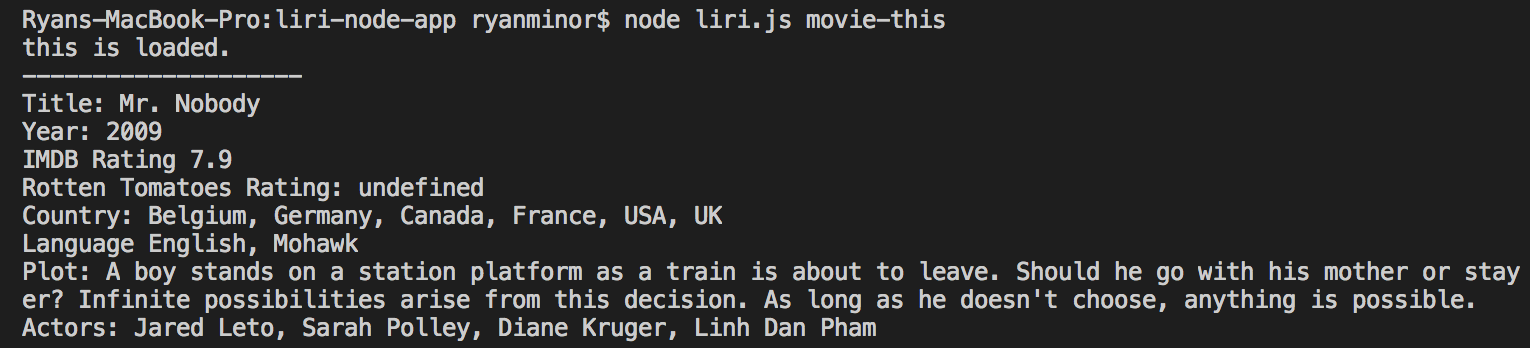 Ryans-MacBook-Pro:liri-node-app ryanminor$ node liri.js movie-this
this is loaded.
--------------------
Title: Mr. Nobody
Year: 2009
IMDB Rating 7.9
Rotten Tomatoes Rating: undefined
Country: Belgium, Germany, Canada, France, USA, UK
Language English, Mohawk
Plot: A boy stands on a station platform as a train is about to leave. Should he go with his mother or stay
er? Infinite possibilities arise from this decision. As long as he doesn't choose, anything is possible.
Actors: Jared Leto, Sarah Polley, Diane Kruger, Linh Dan Pham